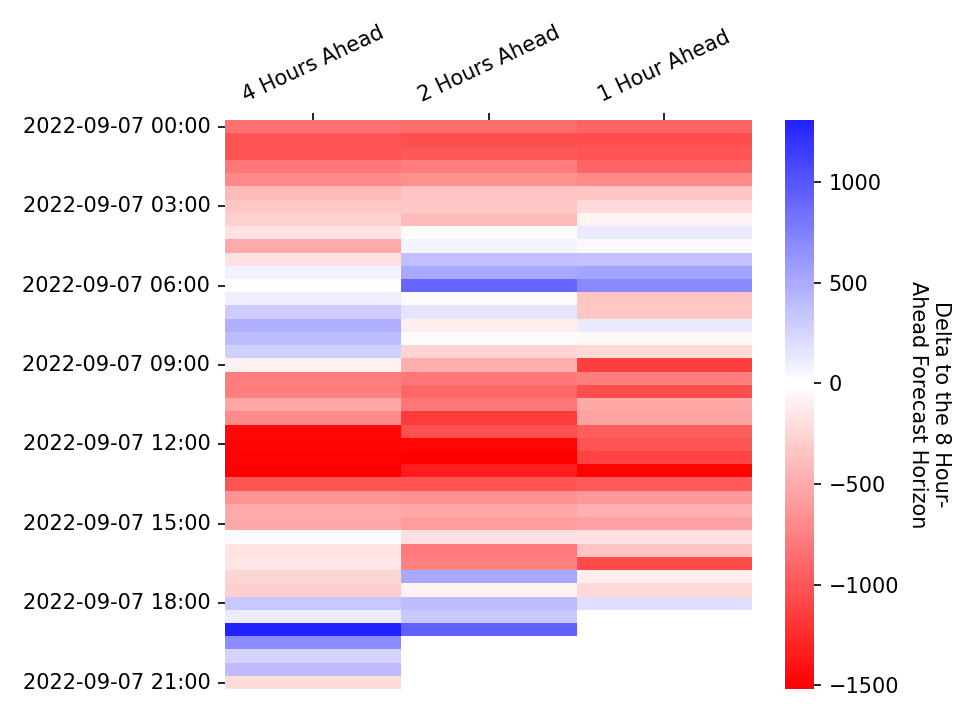 4 Hours Ahead
2 Hours Ahead
1 Hour Ahead
2022-09-07 00:00
2022-09-07 03:00
2022-09-07 06:00
2022-09-07 09:00
2022-09-07 12:00
2022-09-07 15:00
2022-09-07 18:00
2022-09-07 21:00
1000
500
0
−500
−1000
−1500
Delta to the 8 Hour-
Ahead Forecast Horizon